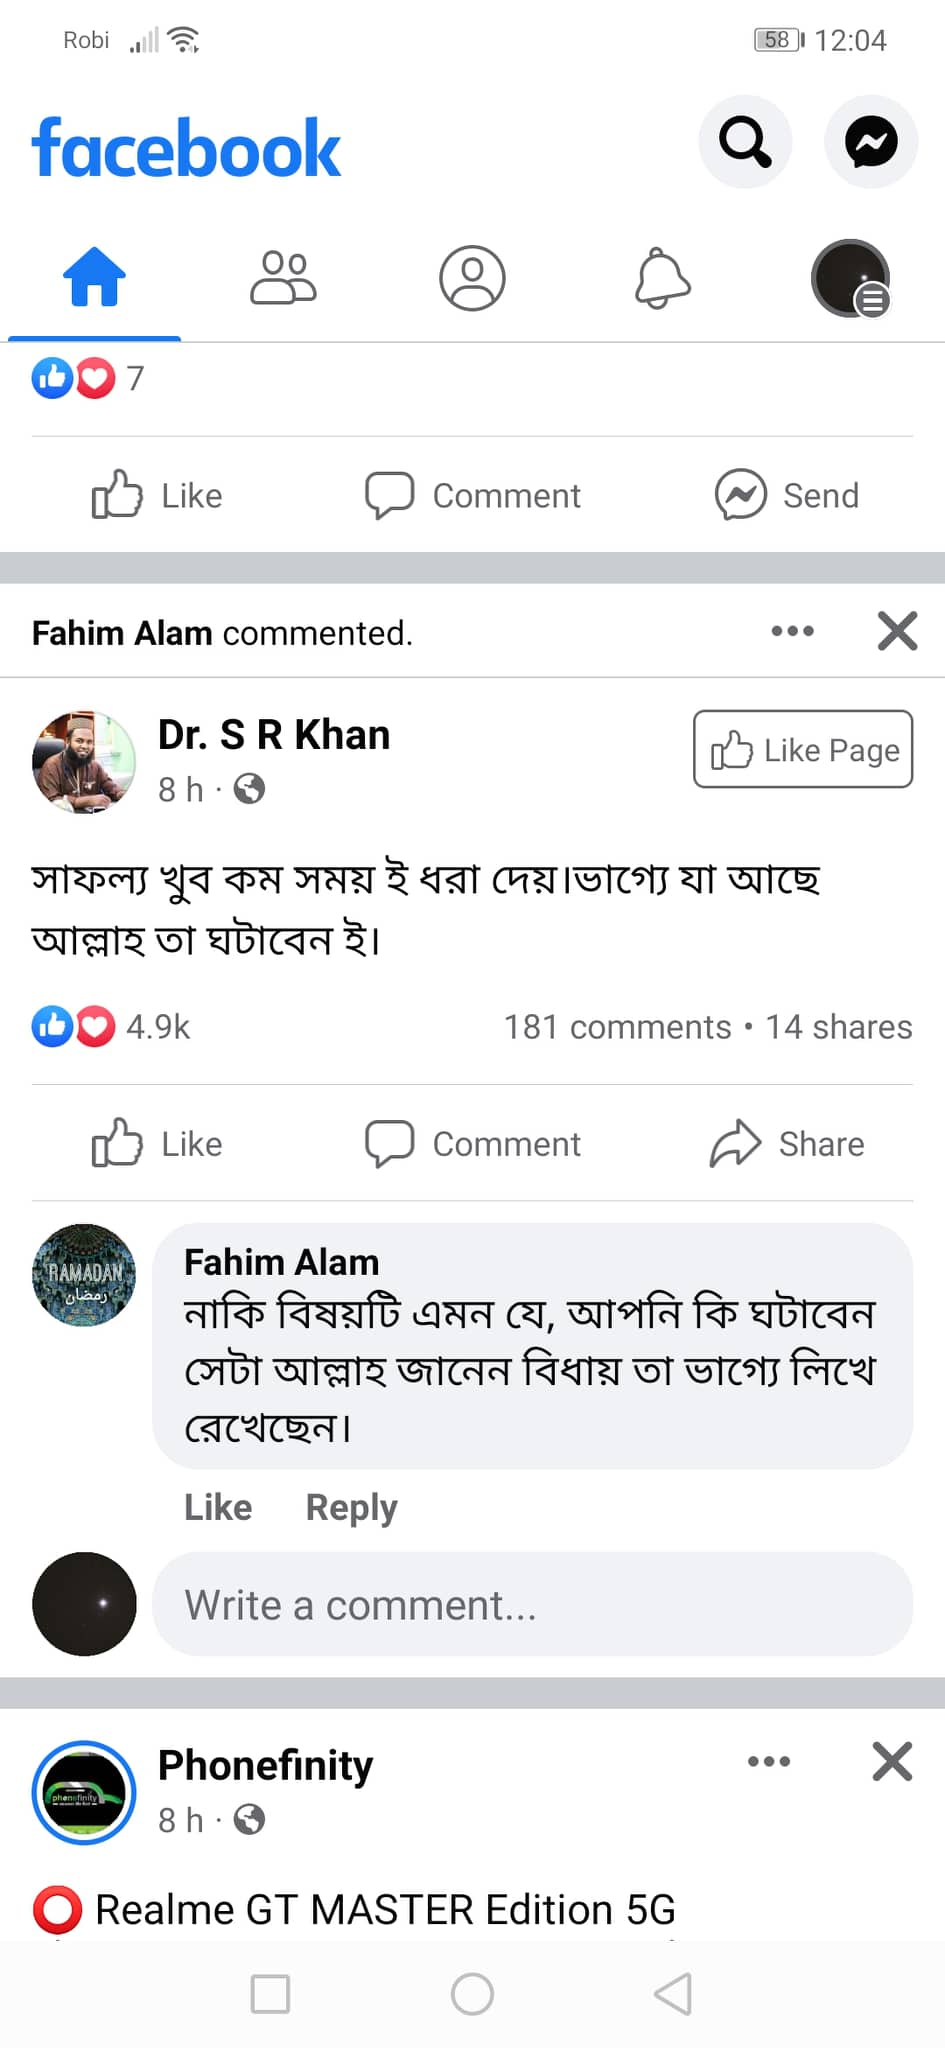 Robi 58 12:04
facebook
7
Like Comment Send
Fahim Alam commented.
Dr. S R Khan
Like Page
8 h ·
সাফল্য খুব কম সময় ই ধরা দেয়।ভাগ্যে যা আছে
আল্লাহ তা ঘটাবেন ই।
4.9k 181 comments • 14 shares
Like Comment Share
RAMADAN
رمضان
Fahim Alam
নাকি বিষয়টি এমন যে, আপনি কি ঘটাবেন
সেটা আল্লাহ জানেন বিধায় তা ভাগ্যে লিখে
রেখেছেন।
Like Reply
Write a comment...
Phonefinity
phonefinity
8 h ·
Realme GT MASTER Edition 5G